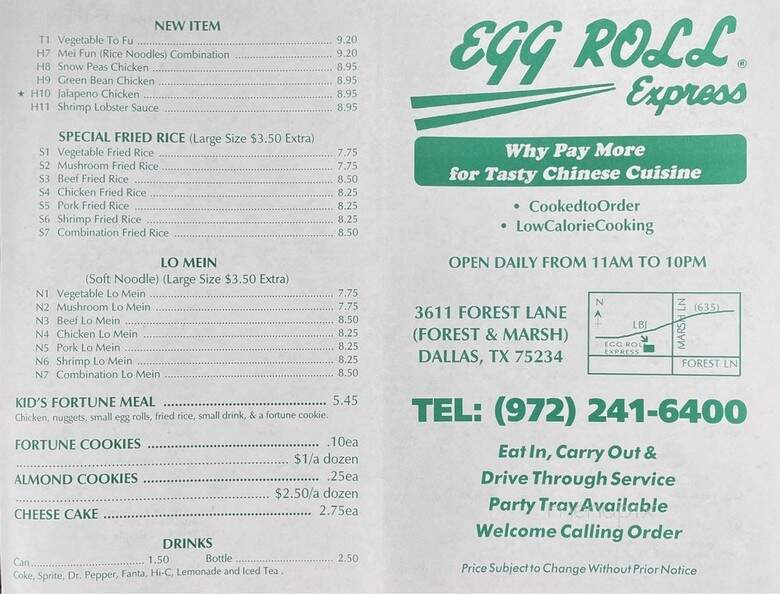 NEW ITEM
T1 Vegetable To Fu 9.20
H7 Mei Fun (Rice Noodles) Combination 9.20
H8 Snow Peas Chicken 8.95
H9 Green Bean Chicken 8.95
★ H10 Jalapeno Chicken 8.95
H11 Shrimp Lobster Sauce 8.95
SPECIAL FRIED RICE (Large Size $3.50 Extra)
S1 Vegetable Fried Rice 7.75
S2 Mushroom Fried Rice 7.75
S3 Beef Fried Rice 8.50
S4 Chicken Fried Rice 8.25
S5 Pork Fried Rice 8.25
S6 Shrimp Fried Rice 8.25
S7 Combination Fried Rice 8.50
LO MEIN
(Soft Noodle) (Large Size $3.50 Extra)
N1 Vegetable Lo Mein 7.75
N2 Mushroom Lo Mein 7.75
N3 Beef Lo Mein 8.50
N4 Chicken Lo Mein 8.25
N5 Pork Lo Mein 8.25
N6 Shrimp Lo Mein 8.25
N7 Combination Lo Mein 8.50
KID'S FORTUNE MEAL 5.45
Chicken, nuggets, small egg rolls, fried rice, small drink, & a fortune cookie.
FORTUNE COOKIES .10ea
$1/a dozen
ALMOND COOKIES .25ea
$2.50/a dozen
CHEESE CAKE 2.75ea
DRINKS
Can 1.50 Bottle 2.50
Coke, Sprite, Dr. Pepper, Fanta, Hi-C, Lemonade and Iced Tea .
EGG ROLL ®
Express
Why Pay More
for Tasty Chinese Cuisine
• CookedtoOrder
• LowCalorieCooking
OPEN DAILY FROM 11AM TO 10PM
3611 FOREST LANE
(FOREST & MARSH)
DALLAS, TX 75234
N
LBJ
MARSH LN
(635)
EGG ROLL
EXPRESS
FOREST LN
TEL: (972) 241-6400
Eat In, Carry Out &
Drive Through Service
Party Tray Available
Welcome Calling Order
Price Subject to Change Without Prior Notice